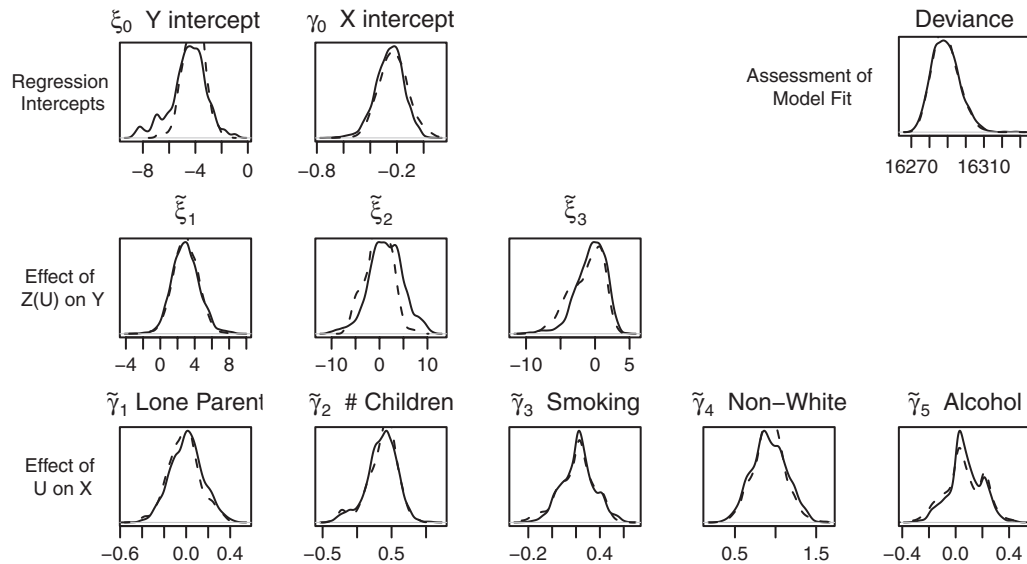 ξ₀ Y intercept γ₀ X intercept Deviance
Regression
Intercepts
Assessment of
Model Fit
−8 −4 0
−0.8 −0.2
16270 16310
ξ̃₁ ξ̃₂ ξ̃₃
Effect of
Z(U) on Y
−4 0 4 8
−10 0 10
−10 0 5
γ̃₁ Lone Parent γ̃₂ # Children γ̃₃ Smoking γ̃₄ Non−White γ̃₅ Alcohol
Effect of
U on X
−0.6 0.0 0.4
−0.5 0.5
−0.2 0.4
0.5 1.5
−0.4 0.0 0.4